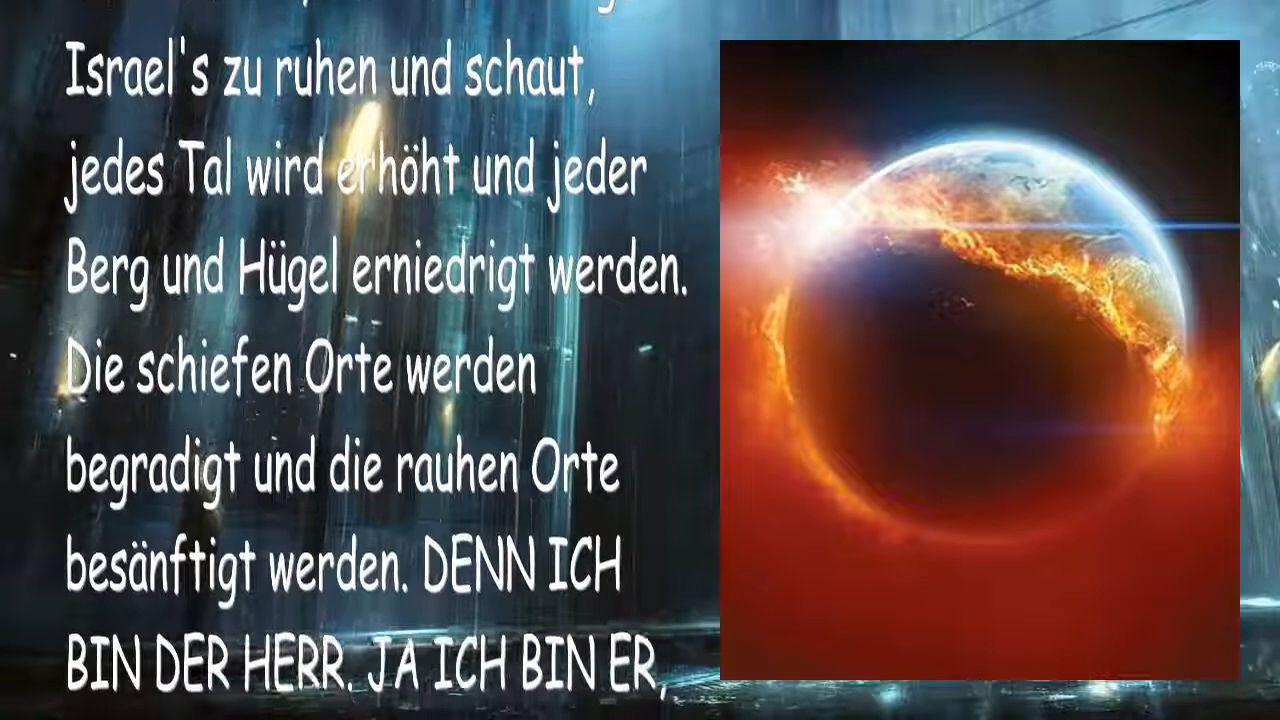 Israel's zu ruhen und schaut,
jedes Tal wird erhöht und jeder
Berg und Hügel erniedrigt werden.
Die schiefen Orte werden
begradigt und die rauhen Orte
besänftigt werden. DENN ICH
BIN DER HERR. JA ICH BIN ER,